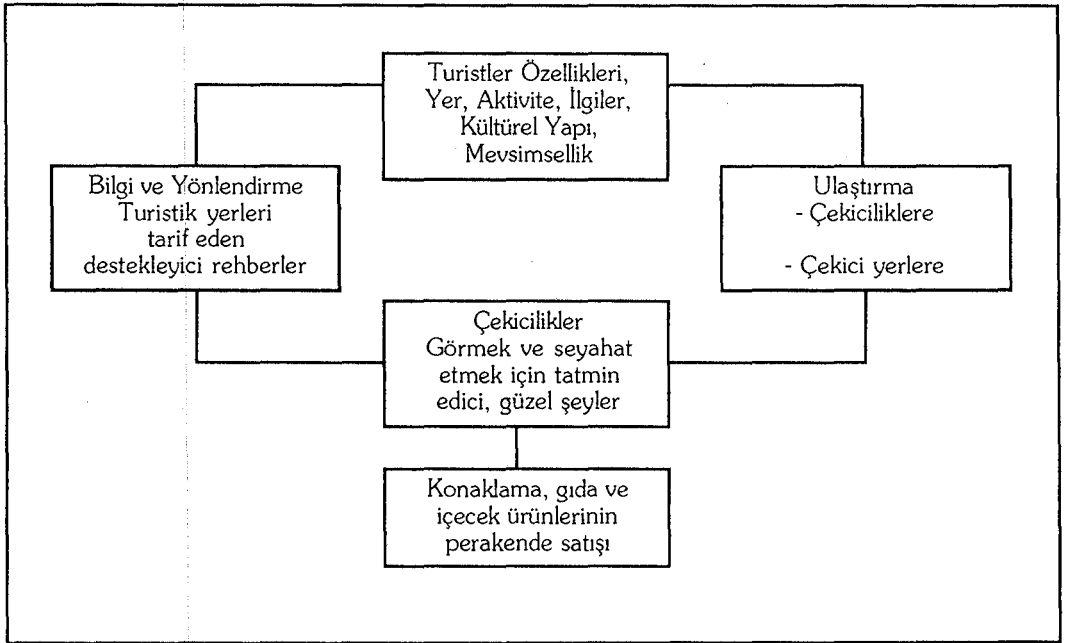 Turistler Özellikleri,
Yer, Aktivite, İlgiler,
Kültürel Yapı,
Mevsimsellik
Bilgi ve Yönlendirme
Turistik yerleri
tarif eden
destekleyici rehberler
Ulaştırma
- Çekiciliklere
- Çekici yerlere
Çekicilikler
Görmek ve seyahat
etmek için tatmin
edici, güzel şeyler
Konaklama, gıda ve
içecek ürünlerinin
perakende satışı